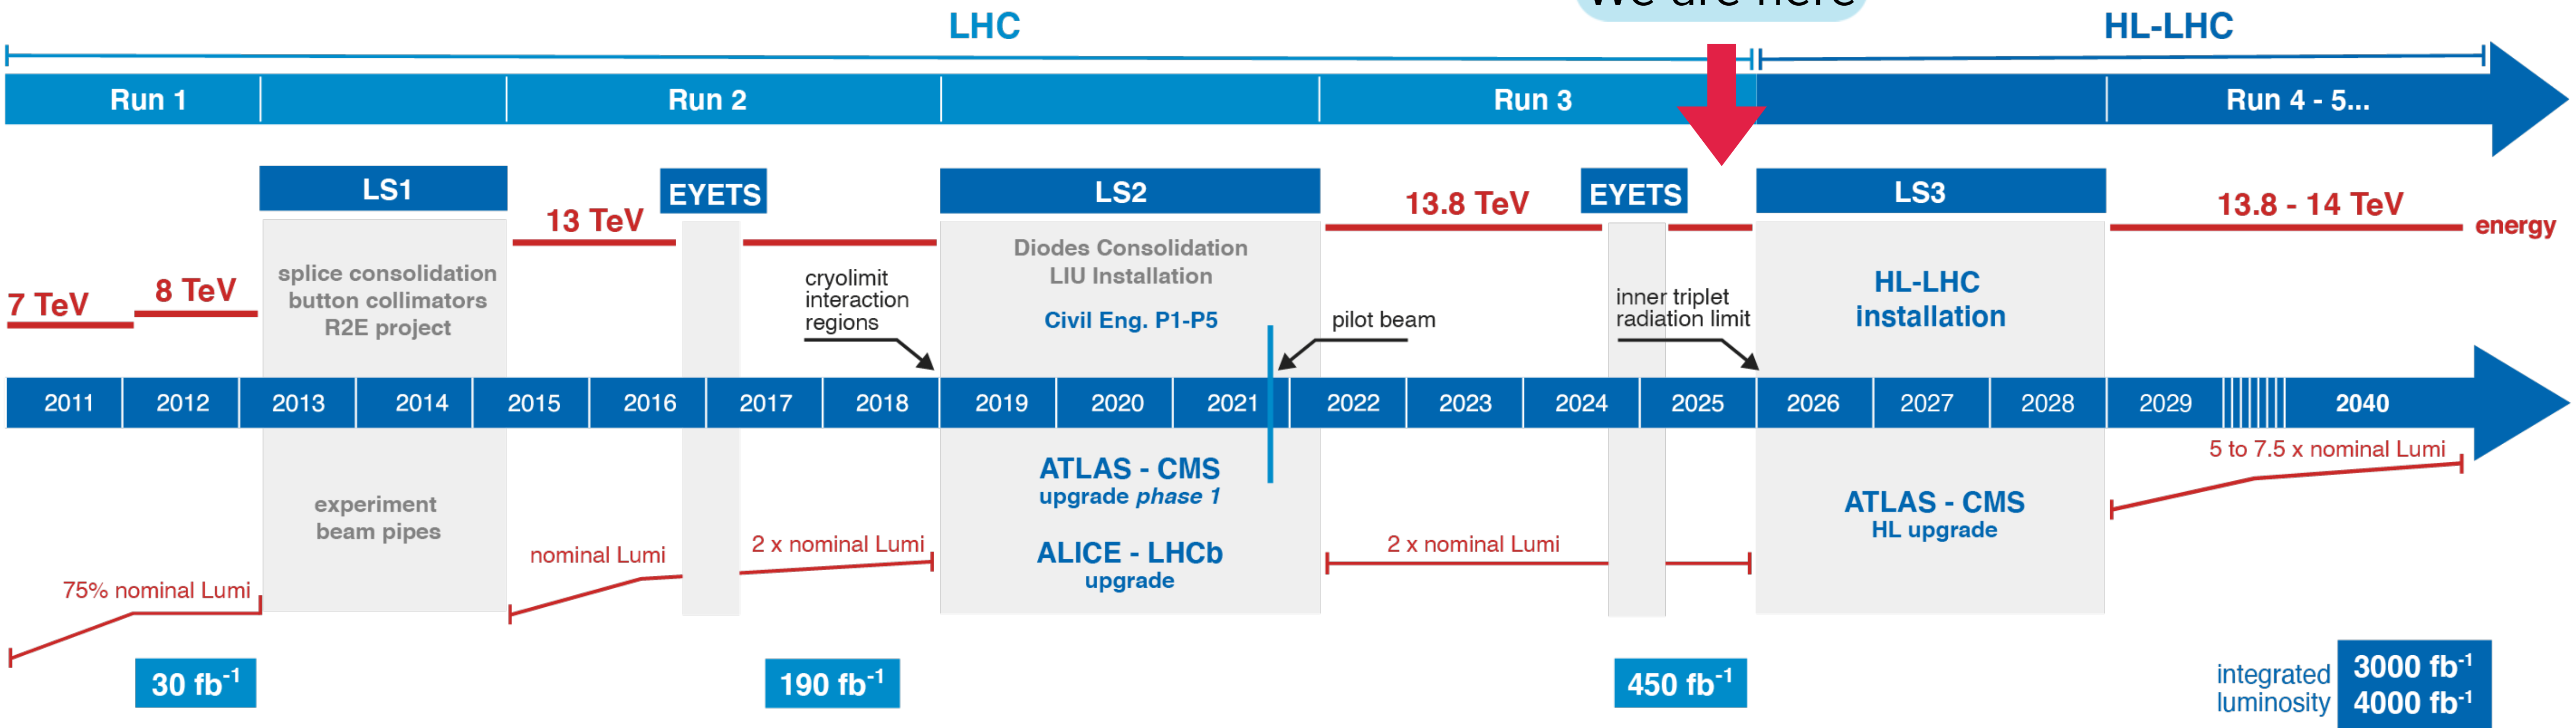 We are here
LHC
HL-LHC
Run 1
Run 2
Run 3
Run 4 - 5...
LS1
EYETS
LS2
EYETS
LS3
13 TeV
13.8 TeV
13.8 - 14 TeV
energy
7 TeV
8 TeV
splice consolidation
button collimators
R2E project
cryolimit
interaction
regions
Diodes Consolidation
LIU Installation
Civil Eng. P1-P5
pilot beam
inner triplet
radiation limit
HL-LHC
installation
2011 2012 2013 2014 2015 2016 2017 2018 2019 2020 2021 2022 2023 2024 2025 2026 2027 2028 2029 2040
5 to 7.5 x nominal Lumi
experiment
beam pipes
ATLAS - CMS
upgrade phase 1
ALICE - LHCb
upgrade
ATLAS - CMS
HL upgrade
75% nominal Lumi
nominal Lumi
2 x nominal Lumi
2 x nominal Lumi
30 fb-1
190 fb-1
450 fb-1
integrated
luminosity
3000 fb-1
4000 fb-1